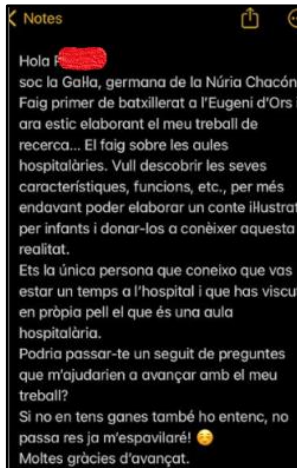 Notes
Hola
soc la Gal·la, germana de la Núria Chacón
Faig primer de batxillerat a l'Eugeni d'Ors
ara estic elaborant el meu treball de
recerca... El faig sobre les aules
hospitalàries. Vull descobrir les seves
característiques, funcions, etc., per més
endavant poder elaborar un conte il·lustrat
per infants i donar-los a conèixer aquesta
realitat.
Ets la única persona que coneixo que vas
estar un temps a l'hospital i que has viscut
en pròpia pell el que és una aula
hospitalària.
Podria passar-te un seguit de preguntes
que m'ajudarien a avançar amb el meu
treball?
Si no en tens ganes també ho entenc, no
passa res ja m'espavilaré! 😊
Moltes gràcies d'avançat.